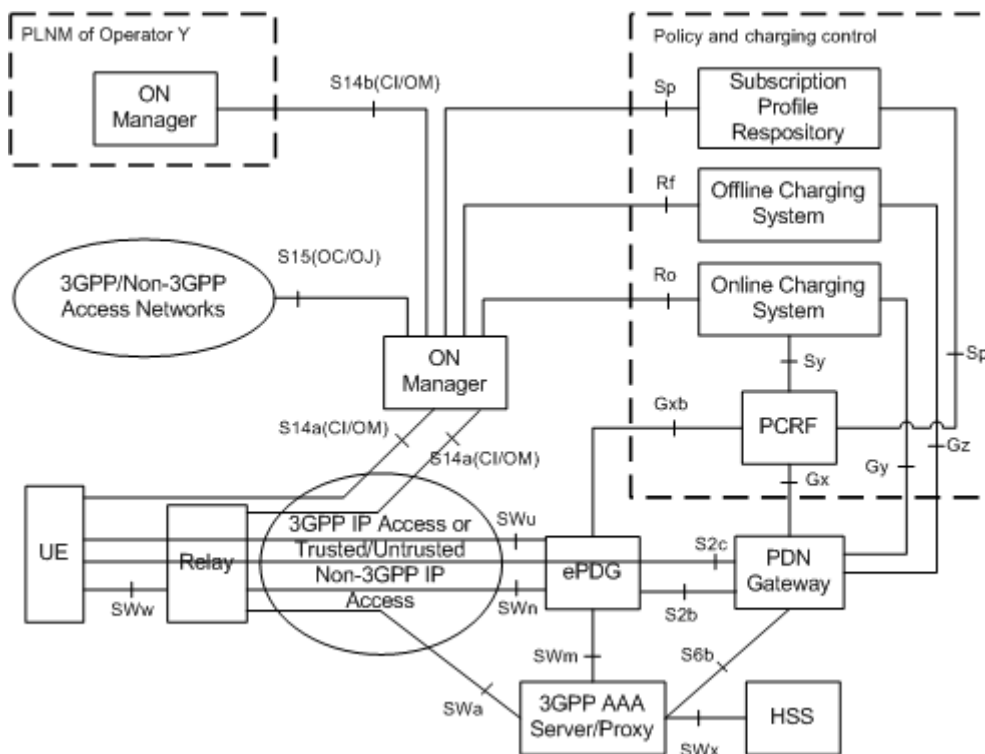 PLNM of Operator Y
ON
Manager
S14b(CI/OM)
Policy and charging control
Sp
Subscription
Profile
Respository
Rf
Offline Charging
System
S15(OC/OJ)
3GPP/Non-3GPP
Access Networks
Ro
Online Charging
System
ON
Manager
Sy
Sp
Gxb
PCRF
S14a(CI/OM)
S14a(CI/OM)
Gz
Gy
Gx
UE
Relay
3GPP IP Access or
Trusted/Untrusted
Non-3GPP IP
Access
SWu
ePDG
S2c
PDN
Gateway
SWw
SWn
S2b
SWm
S6b
SWa
3GPP AAA
Server/Proxy
SWx
HSS